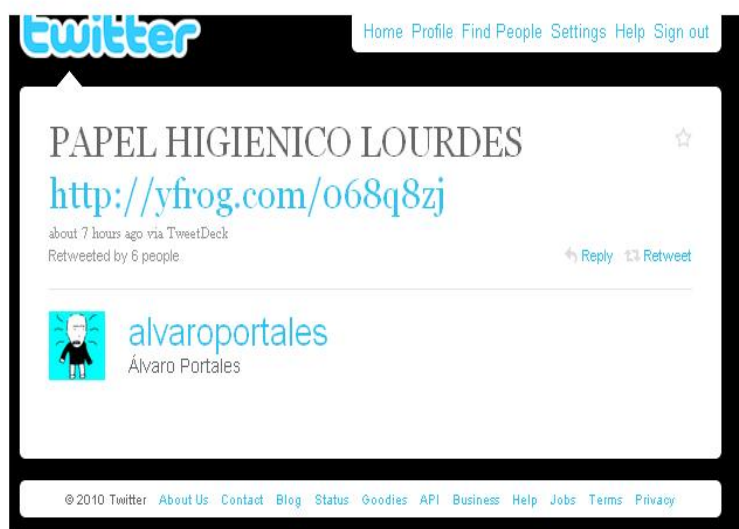 twitter
Home Profile Find People Settings Help Sign out
PAPEL HIGIENICO LOURDES
http://yfrog.com/068q8zj
about 7 hours ago via TweetDeck
Retweeted by 6 people
Reply Retweet
alvaroportales
Álvaro Portales
© 2010 Twitter About Us Contact Blog Status Goodies API Business Help Jobs Terms Privacy